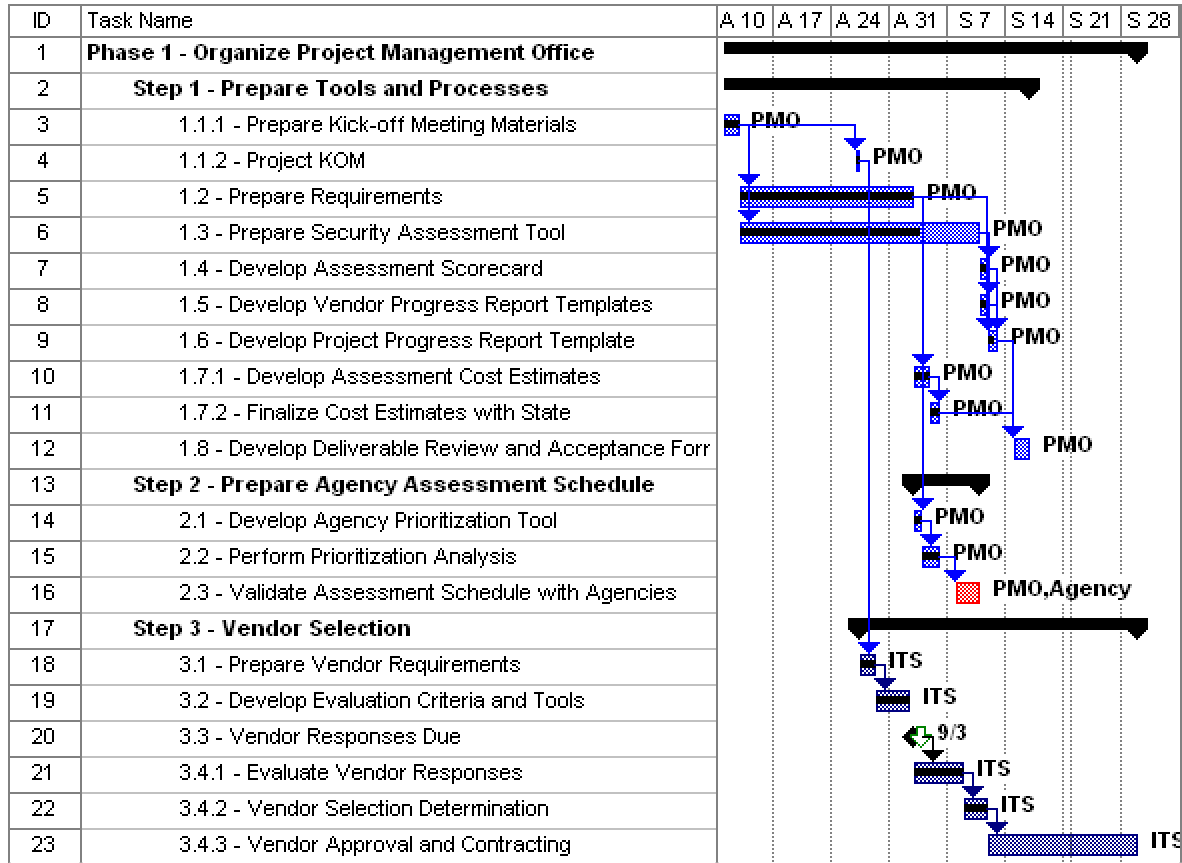 ID Task Name A 10 A 17 A 24 A 31 S 7 S 14 S 21 S 28
1 Phase 1 - Organize Project Management Office
2 Step 1 - Prepare Tools and Processes
3 1.1.1 - Prepare Kick-off Meeting Materials PMO
4 1.1.2 - Project KOM PMO
5 1.2 - Prepare Requirements PMO
6 1.3 - Prepare Security Assessment Tool PMO
7 1.4 - Develop Assessment Scorecard PMO
8 1.5 - Develop Vendor Progress Report Templates PMO
9 1.6 - Develop Project Progress Report Template PMO
10 1.7.1 - Develop Assessment Cost Estimates PMO
11 1.7.2 - Finalize Cost Estimates with State PMO
12 1.8 - Develop Deliverable Review and Acceptance Forr PMO
13 Step 2 - Prepare Agency Assessment Schedule
14 2.1 - Develop Agency Prioritization Tool PMO
15 2.2 - Perform Prioritization Analysis PMO
16 2.3 - Validate Assessment Schedule with Agencies PMO,Agency
17 Step 3 - Vendor Selection
18 3.1 - Prepare Vendor Requirements ITS
19 3.2 - Develop Evaluation Criteria and Tools ITS
20 3.3 - Vendor Responses Due 9/3
21 3.4.1 - Evaluate Vendor Responses ITS
22 3.4.2 - Vendor Selection Determination ITS
23 3.4.3 - Vendor Approval and Contracting ITS